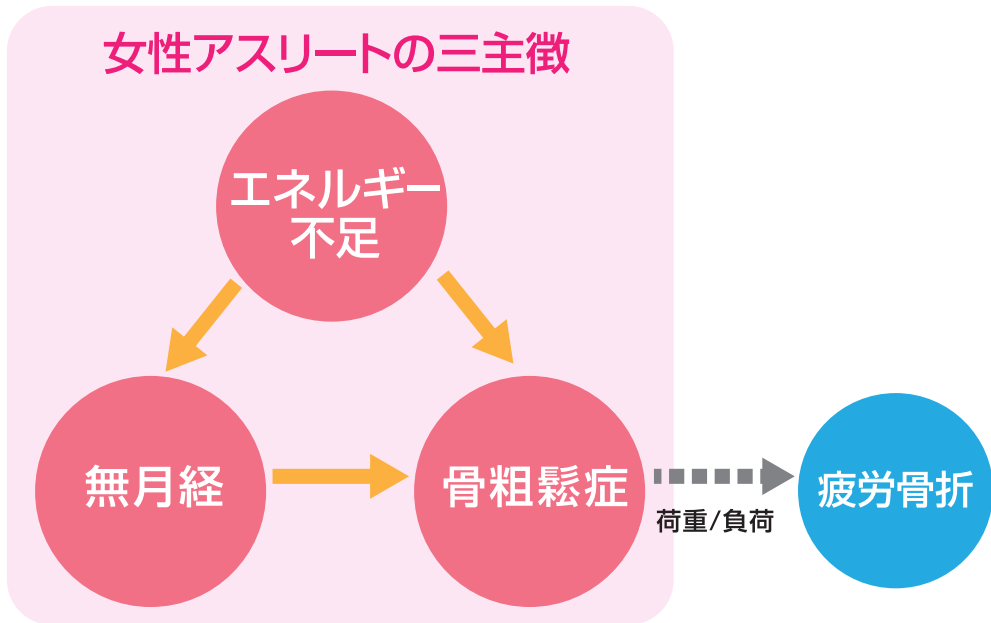 女性アスリートの三主徴
エネルギー
不足
無月経
骨粗鬆症
荷重/負荷
疲労骨折